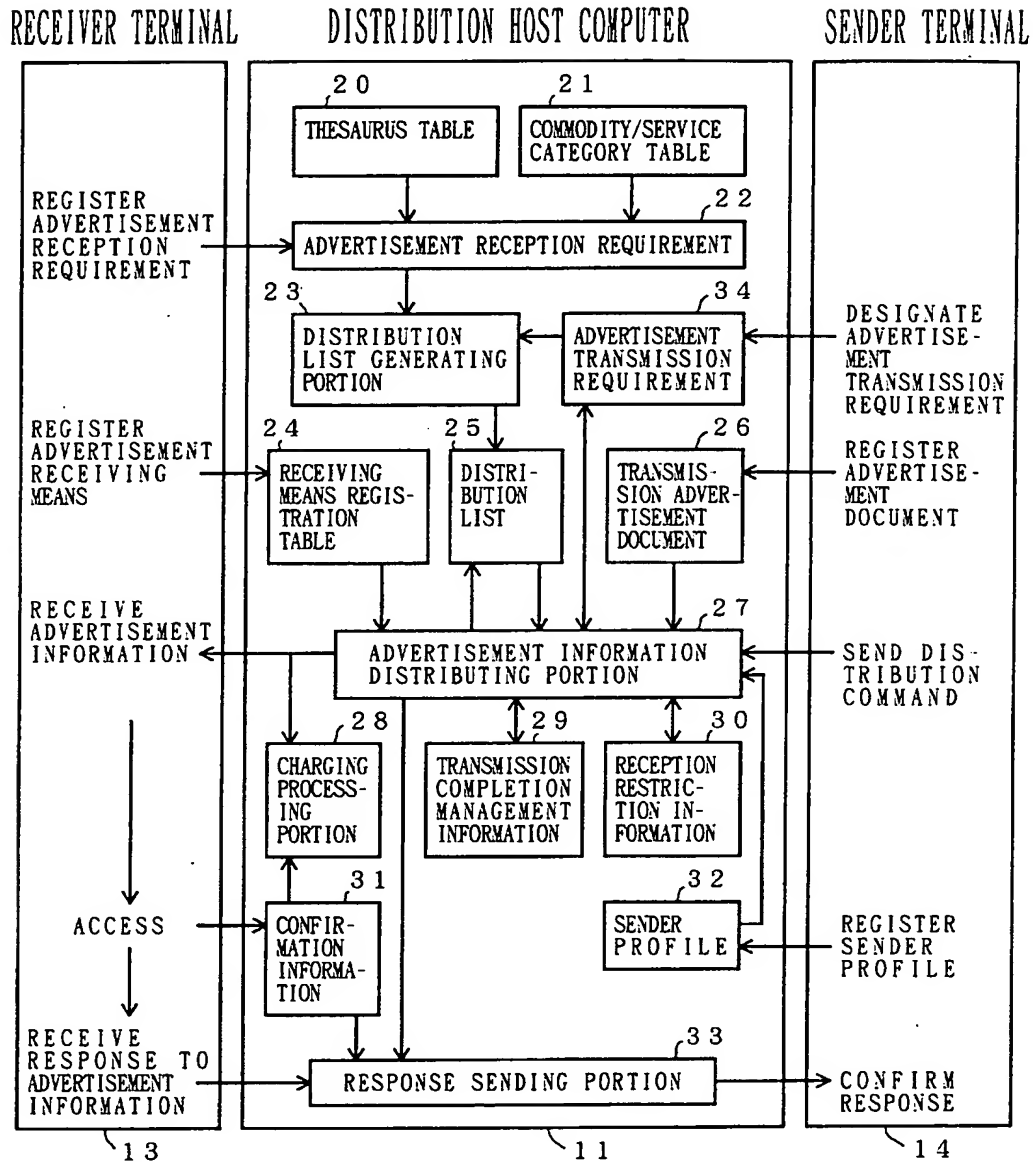 RECEIVER TERMINAL
DISTRIBUTION HOST COMPUTER
SENDER TERMINAL
20
THESAURUS TABLE
21
COMMODITY/SERVICE
CATEGORY TABLE
REGISTER
ADVERTISEMENT
RECEPTION
REQUIREMENT
22
ADVERTISEMENT RECEPTION REQUIREMENT
23
DISTRIBUTION
LIST GENERATING
PORTION
34
ADVERTISEMENT
TRANSMISSION
REQUIREMENT
DESIGNATE
ADVERTISE-
MENT
TRANSMISSION
REQUIREMENT
REGISTER
ADVERTISEMENT
RECEIVING
MEANS
24
RECEIVING
MEANS REGIS-
TRATION
TABLE
25
DISTRI-
BUTION
LIST
26
TRANSMIS-
SION ADVER-
TISEMENT
DOCUMENT
REGISTER
ADVERTISE-
MENT
DOCUMENT
RECEIVE
ADVERTISEMENT
INFORMATION
27
ADVERTISEMENT INFORMATION
DISTRIBUTING PORTION
SEND DIS-
TRIBUTION
COMMAND
28
CHARGING
PROCESS-
ING
PORTION
29
TRANSMISSION
COMPLETION
MANAGEMENT
INFORMATION
30
RECEPTION
RESTRIC-
TION IN-
FORMATION
ACCESS
31
CONFIR-
MATION
INFORMA-
TION
32
SENDER
PROFILE
REGISTER
SENDER
PROFILE
RECEIVE
RESPONSE TO
ADVERTISEMENT
INFORMATION
33
RESPONSE SENDING PORTION
CONFIRM
RESPONSE
13
11
14